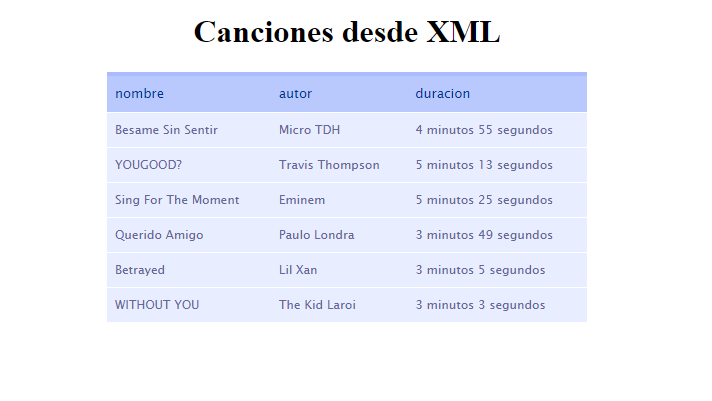 Canciones desde XML
nombre autor duracion
Besame Sin Sentir Micro TDH 4 minutos 55 segundos
YOUGOOD? Travis Thompson 5 minutos 13 segundos
Sing For The Moment Eminem 5 minutos 25 segundos
Querido Amigo Paulo Londra 3 minutos 49 segundos
Betrayed Lil Xan 3 minutos 5 segundos
WITHOUT YOU The Kid Laroi 3 minutos 3 segundos